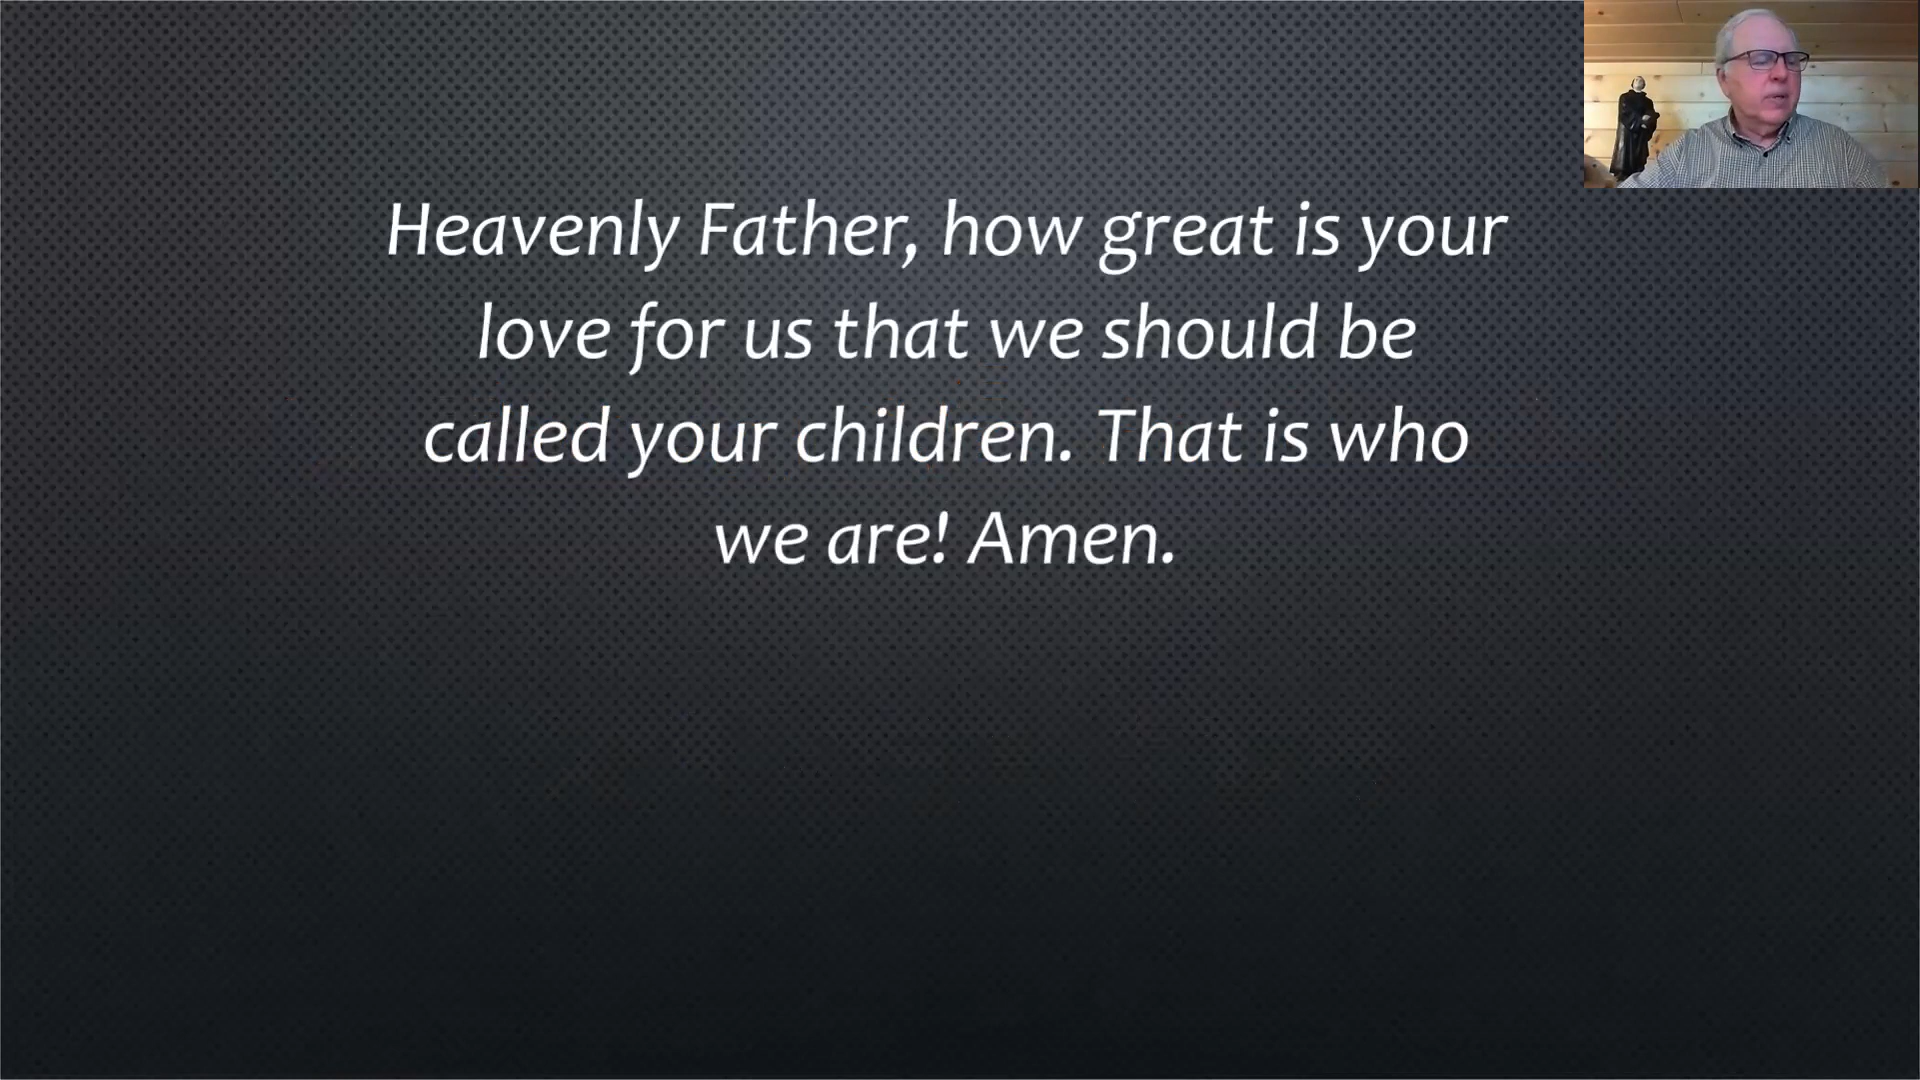 Heavenly Father, how great is your
love for us that we should be
called your children. That is who
we are! Amen.